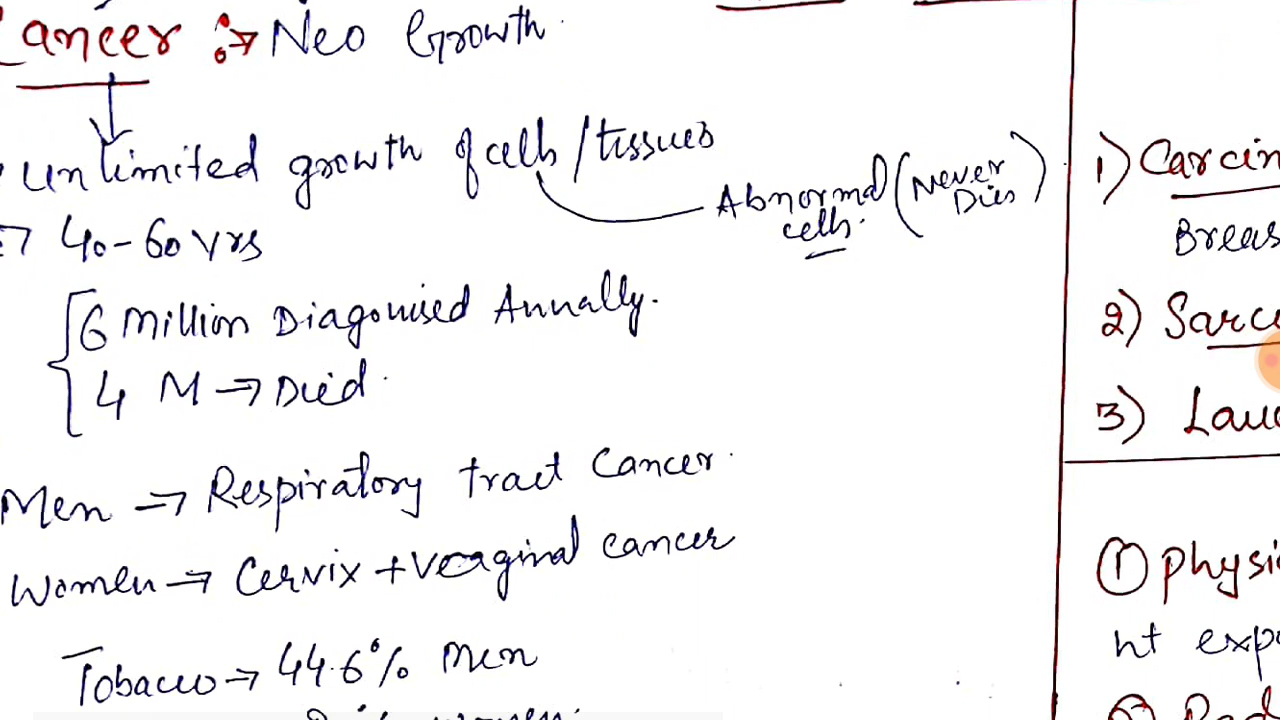 Cancer :→ Neo Growth
Unlimited growth of cells/tissues
Abnormal cells. (Never Dies)
→ 40-60 yrs
6 Million Diagonised Annally.
4 M → Died.
Men → Respiratory tract Cancer.
Women → Cervix + Veaginal cancer
Tobacco → 44.6% Men
1) Carcin
Breas
2) Sarc
3) Lau
① Physi
ht exp